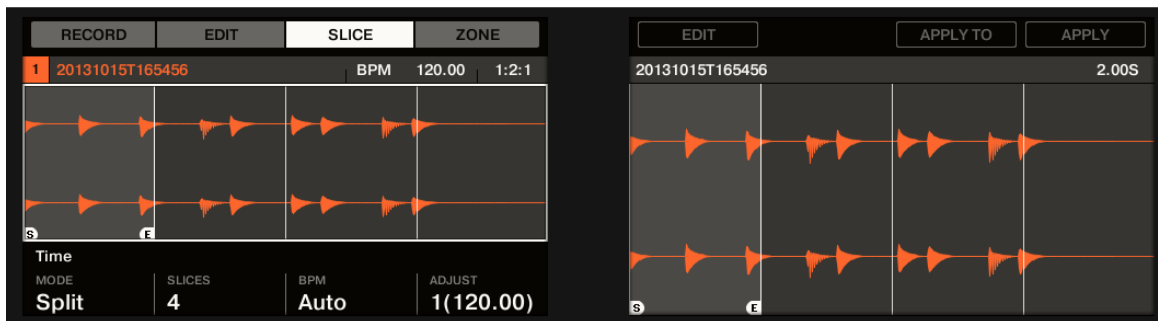 RECORD EDIT SLICE ZONE
1 20131015T165456 BPM 120.00 1:2:1
S E
Time
MODE SLICES BPM ADJUST
Split 4 Auto 1(120.00)
EDIT APPLY TO APPLY
20131015T165456 2.00S
S E